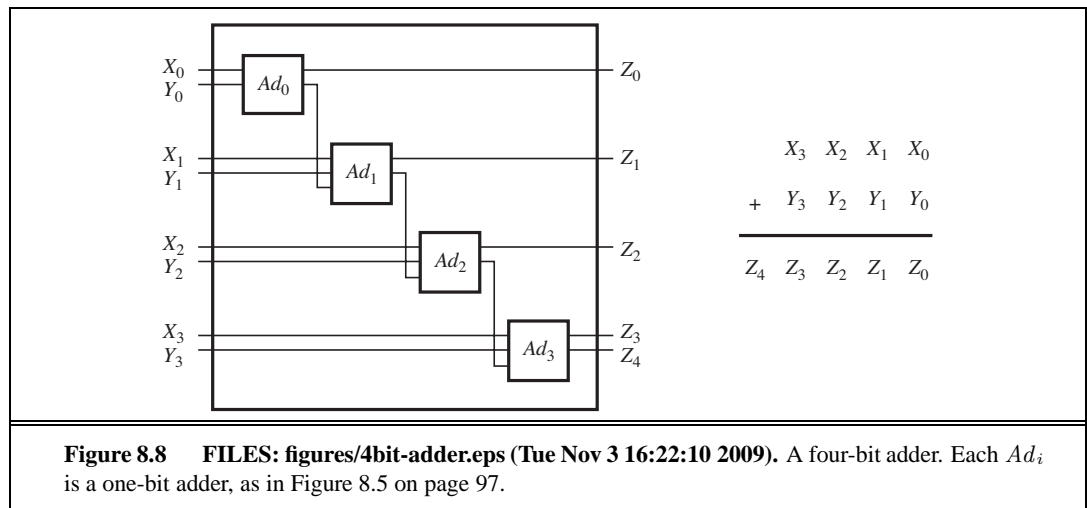 X0 Z0
Y0 Ad0
X1 Z1
Y1 Ad1
X2 Z2
Y2 Ad2
X3 Z3
Y3 Ad3 Z4
X3 X2 X1 X0
+ Y3 Y2 Y1 Y0
Z4 Z3 Z2 Z1 Z0
Figure 8.8 FILES: figures/4bit-adder.eps (Tue Nov 3 16:22:10 2009). A four-bit adder. Each Adi
is a one-bit adder, as in Figure 8.5 on page 97.